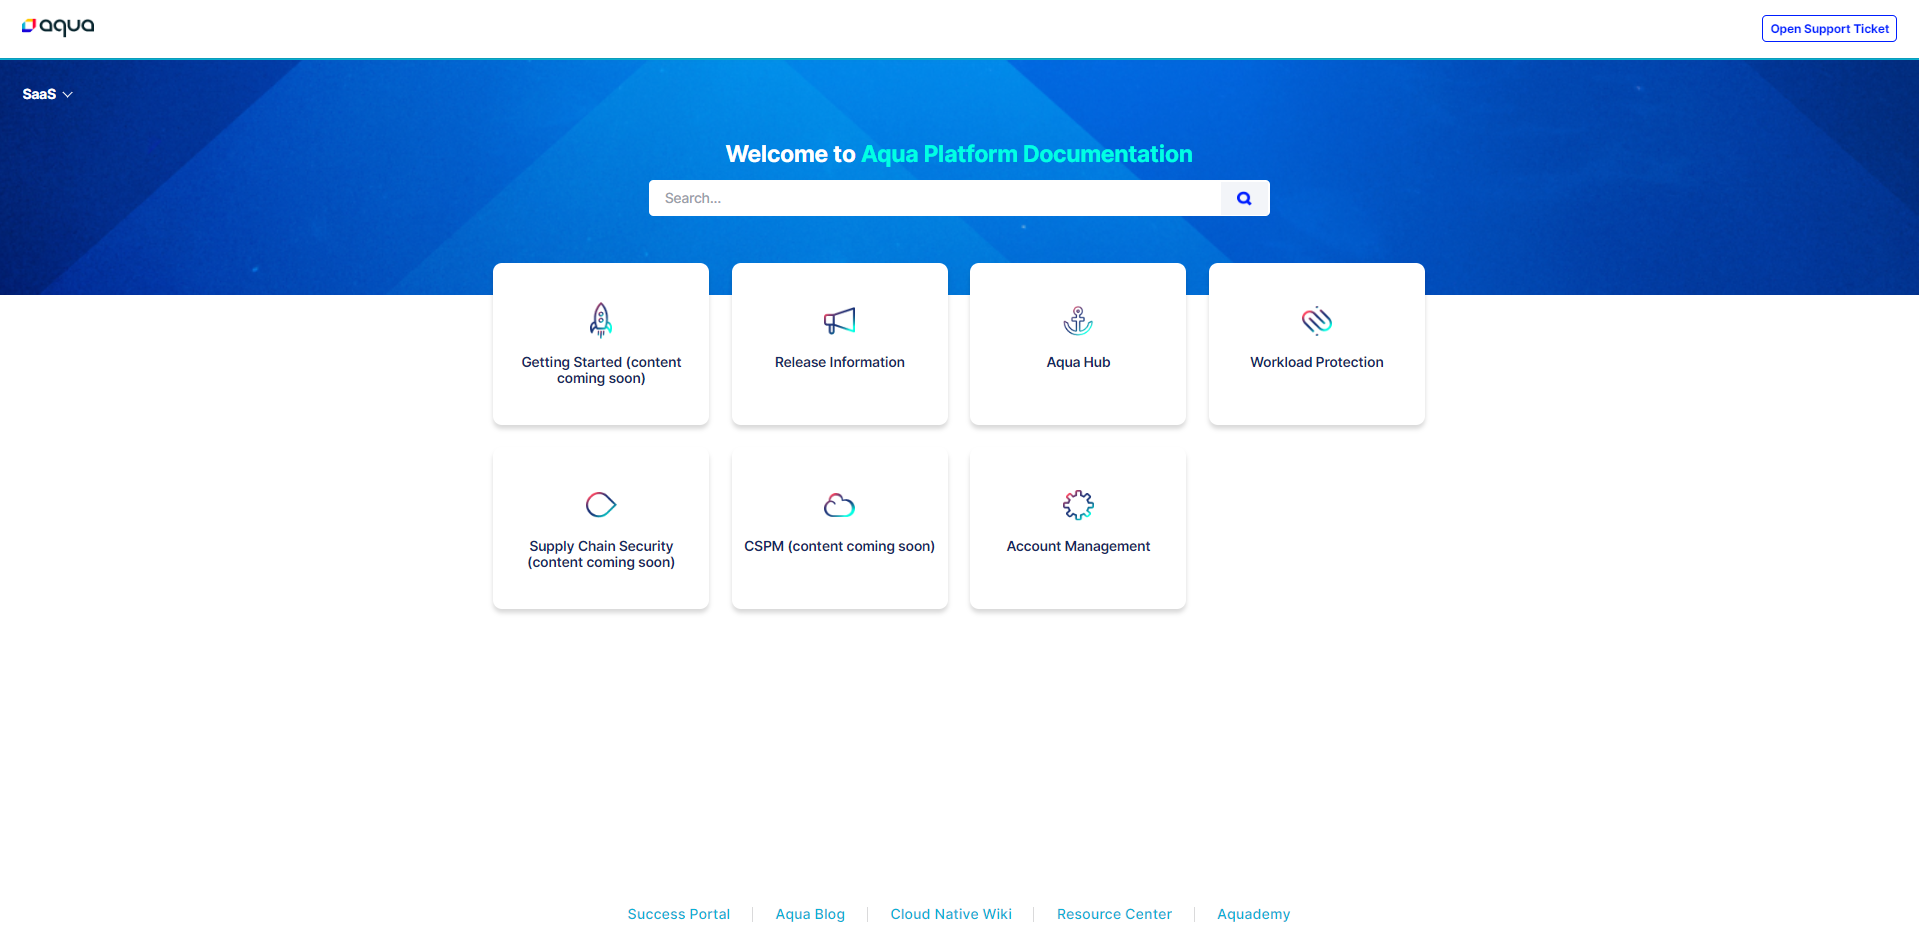 aqua
Open Support Ticket
SaaS
Welcome to Aqua Platform Documentation
Search...
Getting Started (content
coming soon)
Release Information
Aqua Hub
Workload Protection
Supply Chain Security
(content coming soon)
CSPM (content coming soon)
Account Management
Success Portal
Aqua Blog
Cloud Native Wiki
Resource Center
Aquademy